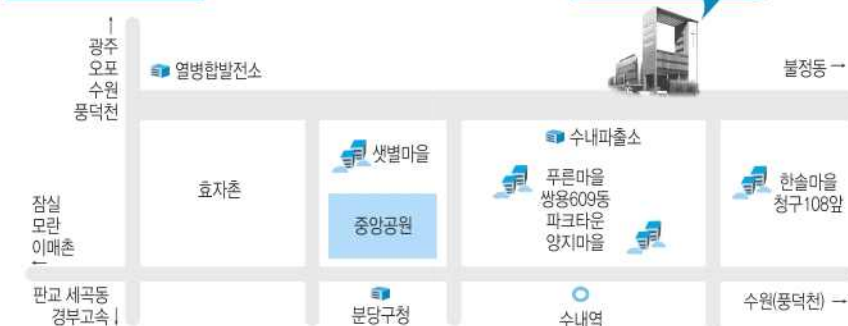 ↑
광주
오포
수원
풍덕천
열병합발전소
불정동 →
수내파출소
샛별마을
효자촌
중앙공원
푸른마을
쌍용609동
파크타운
양지마을
한솔마을
청구108앞
잠실
모란
이매촌
←
판교 세곡동
경부고속↓
분당구청
수내역
수원(풍덕천) →